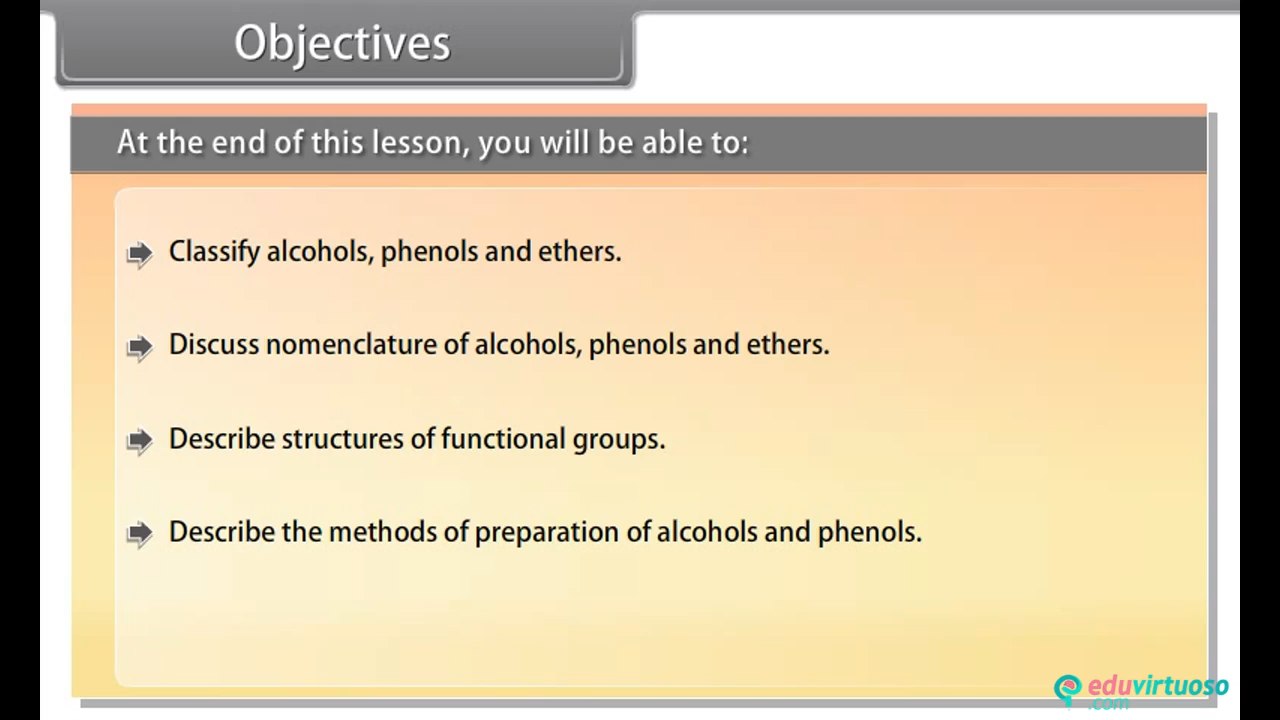 Objectives
At the end of this lesson, you will be able to:
Classify alcohols, phenols and ethers.
Discuss nomenclature of alcohols, phenols and ethers.
Describe structures of functional groups.
Describe the methods of preparation of alcohols and phenols.
eduvirtuoso
.com